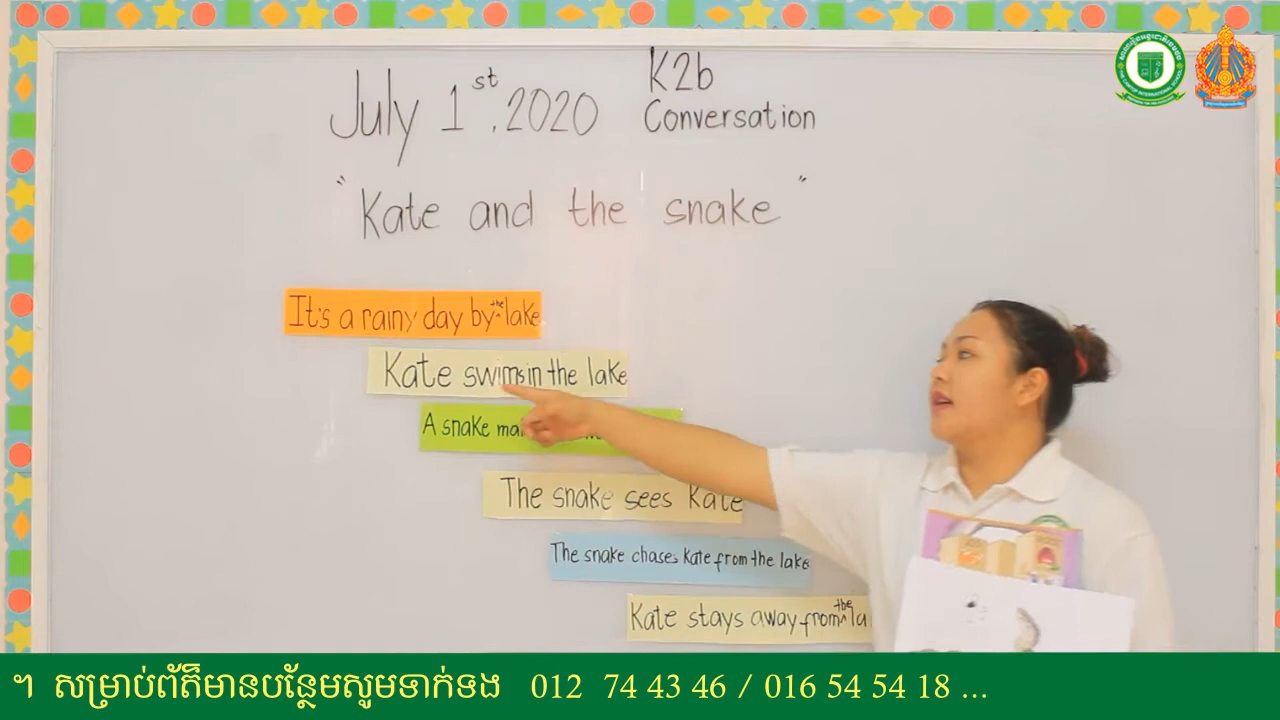 July 1st, 2020
K2b
Conversation
"Kate and the snake"
It's a rainy day by the lake.
Kate swims in the lake
A snake
The snake sees Kate
The snake chases Kate from the lake
Kate stays away from the la
ៗ សម្រាប់ព័ត៌មានបន្ថែមសូមទាក់ទង 012 74 43 46 / 016 54 54 18 ...